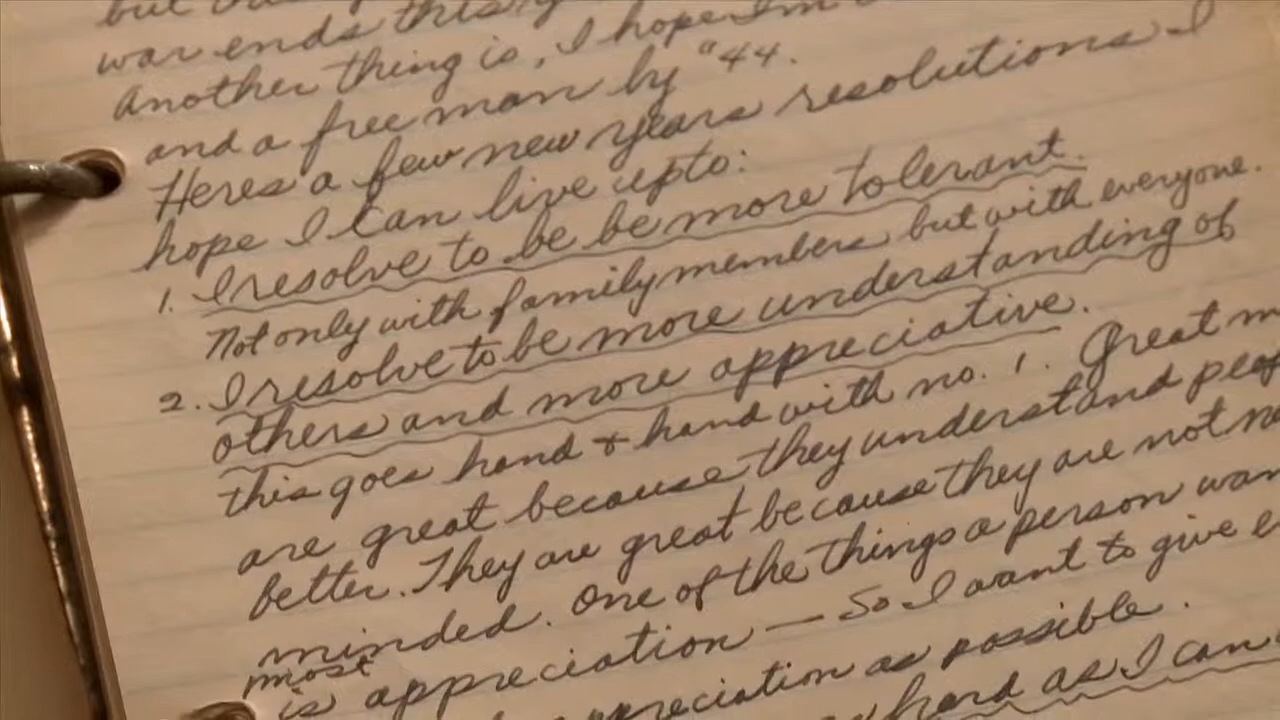 war ends this
Another thing is, I hope I'm
and a free man by "44.
Heres a few new years resolutions I
hope I can live upto:
1. I resolve to be be more tolerant.
Not only with family members but with everyone.
2. I resolve to be more understanding of
others and more appreciative.
this goes hand & hand with no. 1. Great
are great because they understand
better. They are great because they are not
minded. One of the things a person
most
is appreciation — So I want to give
appreciation as possible.
hard as I can